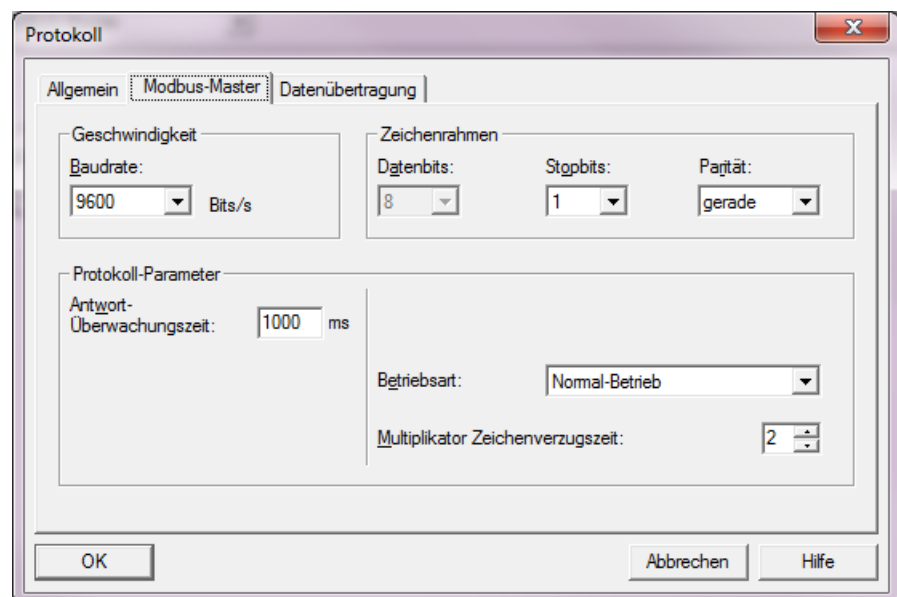 Protokoll
Allgemein Modbus-Master Datenübertragung
Geschwindigkeit
Baudrate:
9600 Bits/s
Zeichenrahmen
Datenbits: Stopbits: Parität:
8 1 gerade
Protokoll-Parameter
Antwort-
Überwachungszeit: 1000 ms
Betriebsart: Normal-Betrieb
Multiplikator Zeichenverzugszeit: 2
OK Abbrechen Hilfe